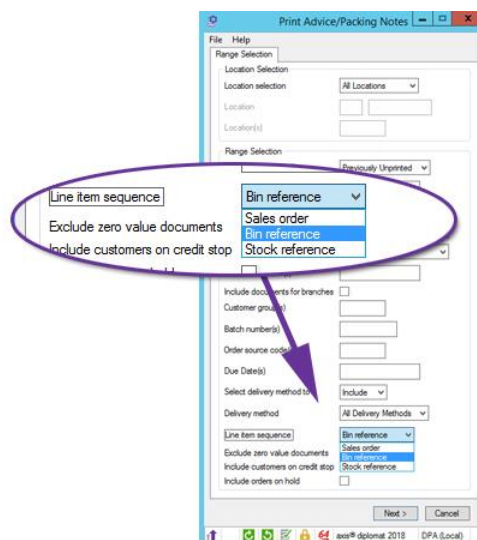 Print Advice/Packing Notes
File Help
Range Selection
Location Selection
Location selection All Locations
Location
Location(s)
Range Selection
Previously Unprinted
Line item sequence Bin reference
Sales order
Exclude zero value documents Bin reference
Include customers on credit stop Stock reference
Include documents for branches
Customer group(s)
Batch number(s)
Order source code(s)
Due Date(s)
Select delivery method to Include
Delivery method All Delivery Methods
Line item sequence Bin reference
Sales order
Exclude zero value documents Bin reference
Include customers on credit stop Stock reference
Include orders on hold
Next > Cancel
64 axis® diplomat 2018 DPA (Local)